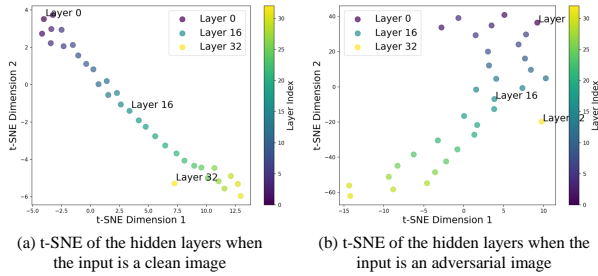 Layer 0
Layer 0
Layer 16
Layer 32
Layer 16
Layer 32
4
2
0
−2
−4
−6
t-SNE Dimension 2
−5.0 −2.5 0.0 2.5 5.0 7.5 10.0 12.5
t-SNE Dimension 1
30
25
20
15
10
5
0
Layer Index
Layer 0
Layer 16
Layer 32
Layer
Layer 16
40
20
0
−20
−40
−60
t-SNE Dimension 2
−15 −10 −5 0 5 10
t-SNE Dimension 1
30
25
20
15
10
5
0
Layer Index
(a) t-SNE of the hidden layers when
the input is a clean image
(b) t-SNE of the hidden layers when the
input is an adversarial image